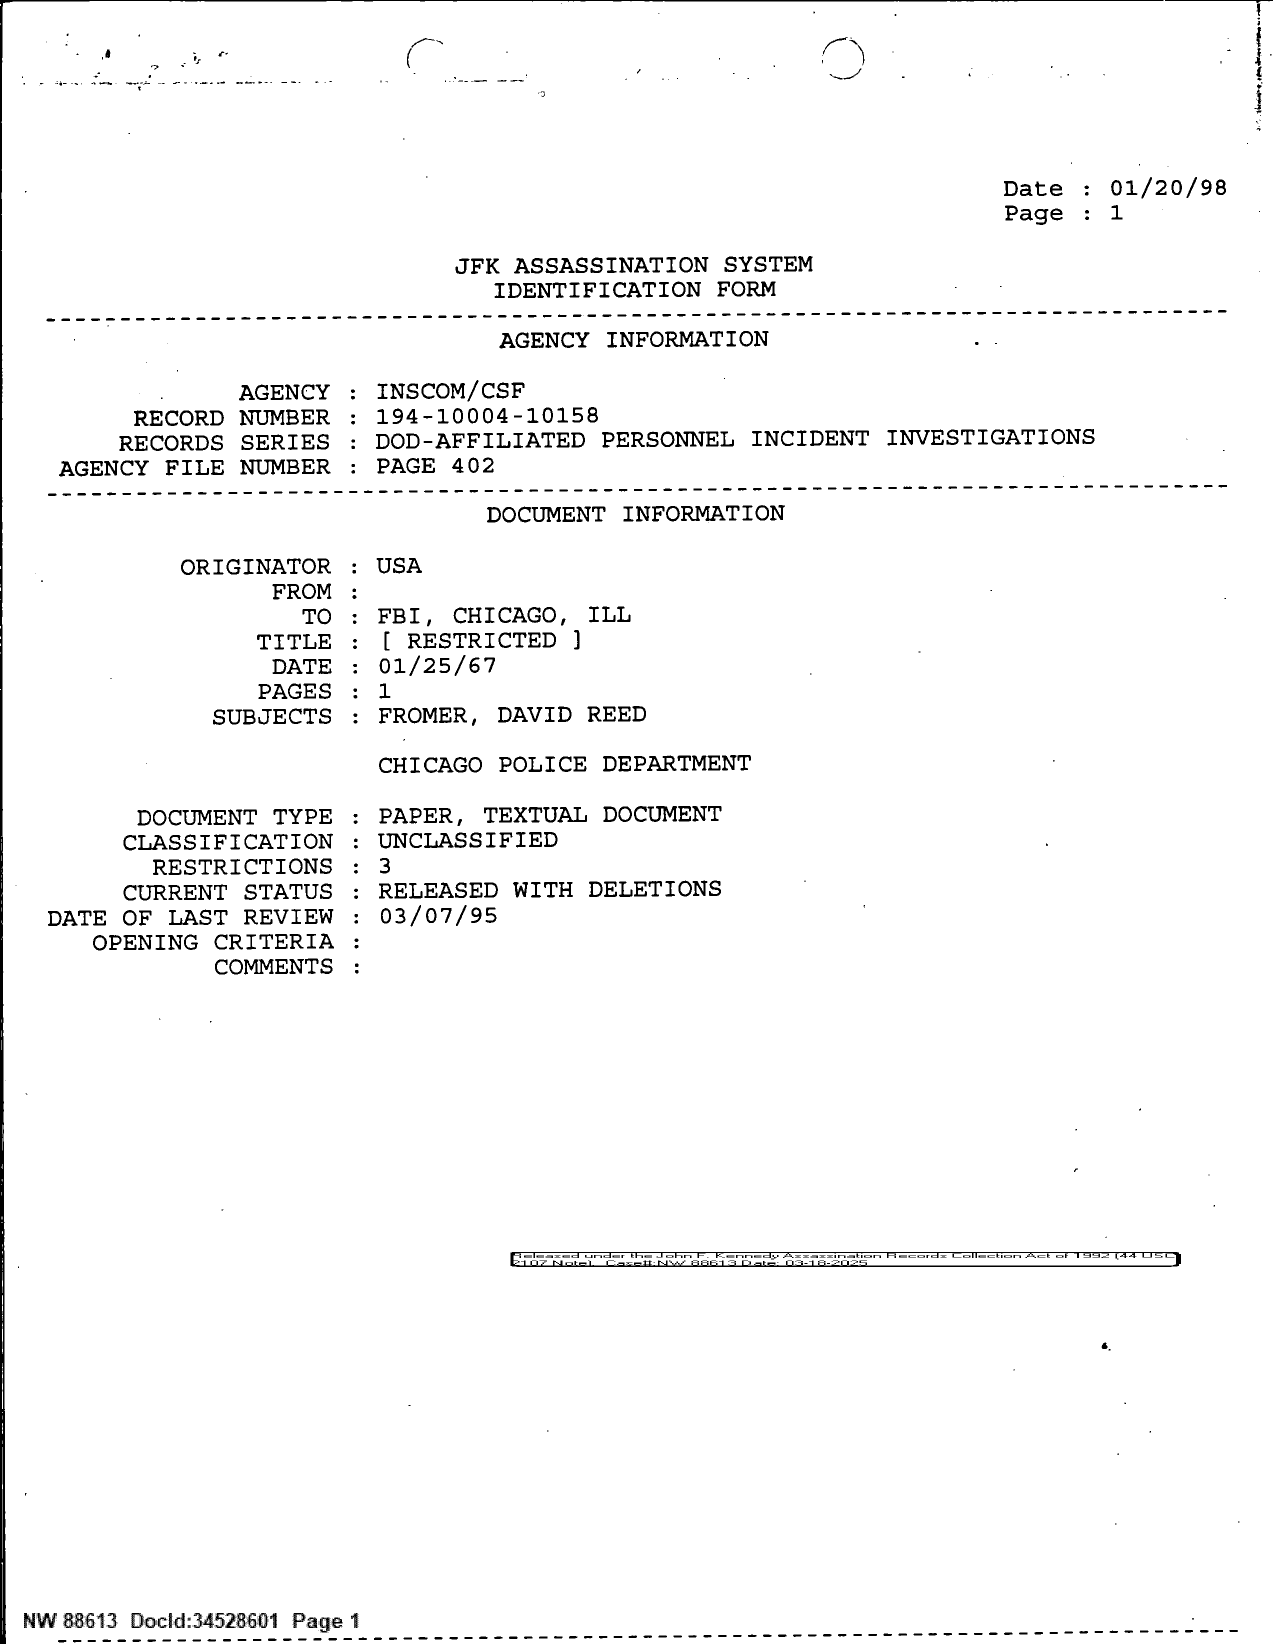 Date : 01/20/98
Page : 1
JFK ASSASSINATION SYSTEM
IDENTIFICATION FORM
AGENCY INFORMATION
AGENCY : INSCOM/CSF
RECORD NUMBER : 194-10004-10158
RECORDS SERIES : DOD-AFFILIATED PERSONNEL INCIDENT INVESTIGATIONS
AGENCY FILE NUMBER : PAGE 402
DOCUMENT INFORMATION
ORIGINATOR : USA
FROM :
TO : FBI, CHICAGO, ILL
TITLE : [ RESTRICTED ]
DATE : 01/25/67
PAGES : 1
SUBJECTS : FROMER, DAVID REED
CHICAGO POLICE DEPARTMENT
DOCUMENT TYPE : PAPER, TEXTUAL DOCUMENT
CLASSIFICATION : UNCLASSIFIED
RESTRICTIONS : 3
CURRENT STATUS : RELEASED WITH DELETIONS
DATE OF LAST REVIEW : 03/07/95
OPENING CRITERIA :
COMMENTS :
Released under the John F. Kennedy Assassination Records Collection Act of 1992 (44 USC
2107 Note). Case#:NW 88613 Date: 03-18-2025
NW 88613 DocId:34528601 Page 1